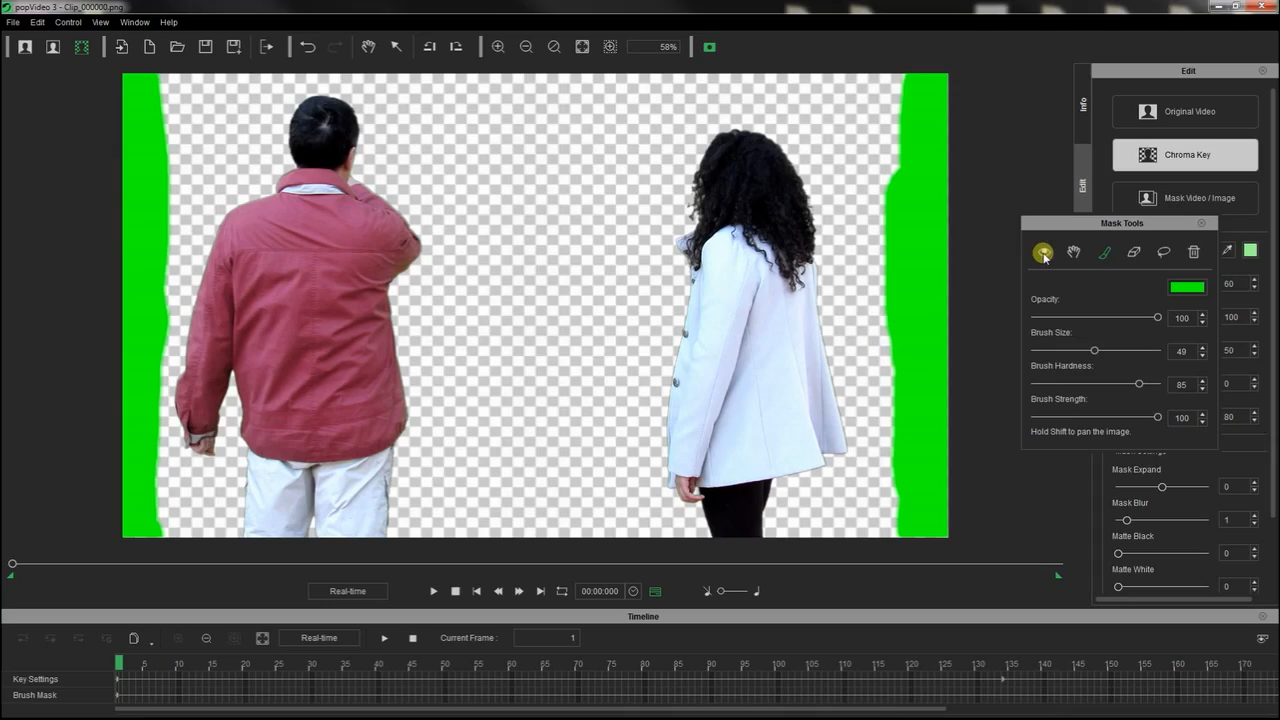 popVideo 3 - Clip_000000.png
File Edit Control View Window Help
58%
Edit
Info
Original Video
Chroma Key
Edit
Mask Video / Image
Mask Tools
Opacity:
60
100 100
Brush Size:
49 50
Brush Hardness:
85 0
Brush Strength:
100 80
Hold Shift to pan the image.
Mask Expand
0
Mask Blur
1
Matte Black
0
Matte White
0
Real-time 00:00:000
Timeline
Real-time Current Frame : 1
5 10 15 20 25 30 35 40 45 50 55 60 65 70 75 80 85 90 95 100 105 110 115 120 125 130 135 140 145 150 155 160 165 170
Key Settings
Brush Mask